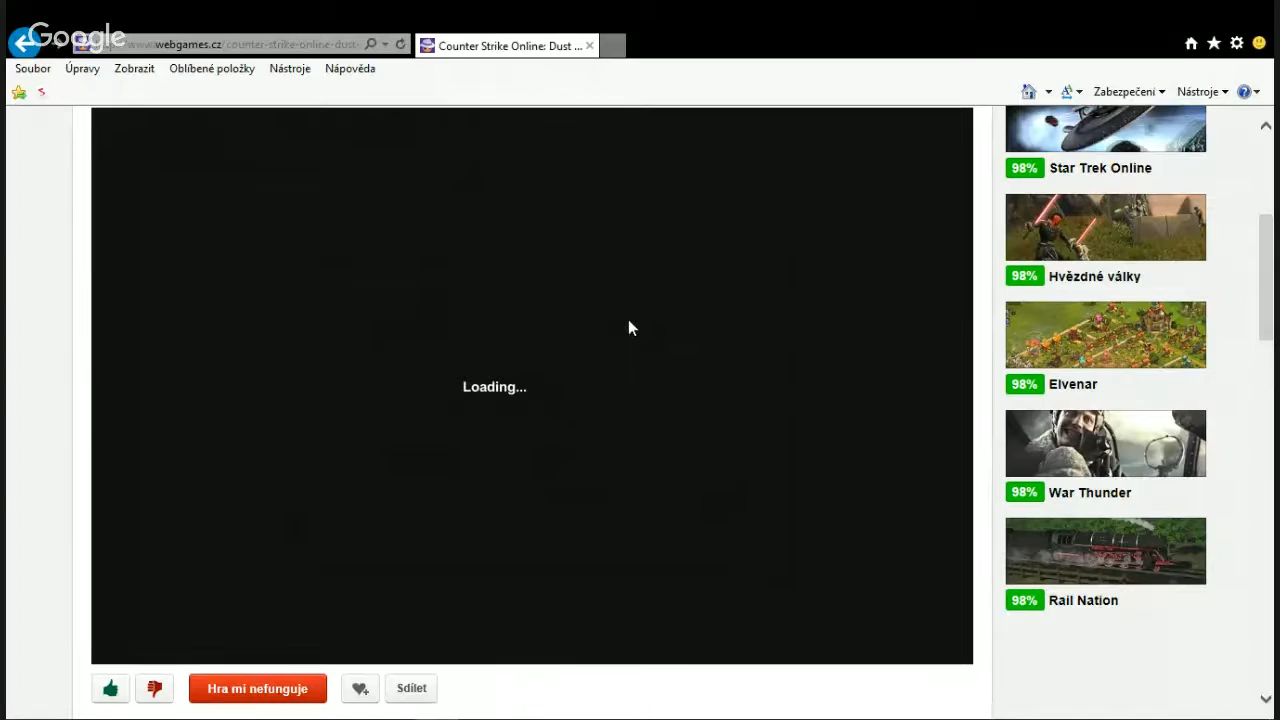 Google
www.webgames.cz/counter-strike-online-dust-
Counter Strike Online: Dust ...
Soubor Úpravy Zobrazit Oblíbené položky Nástroje Nápověda
Zabezpečení Nástroje
98% Star Trek Online
98% Hvězdné války
Loading...
98% Elvenar
98% War Thunder
98% Rail Nation
Hra mi nefunguje
Sdílet